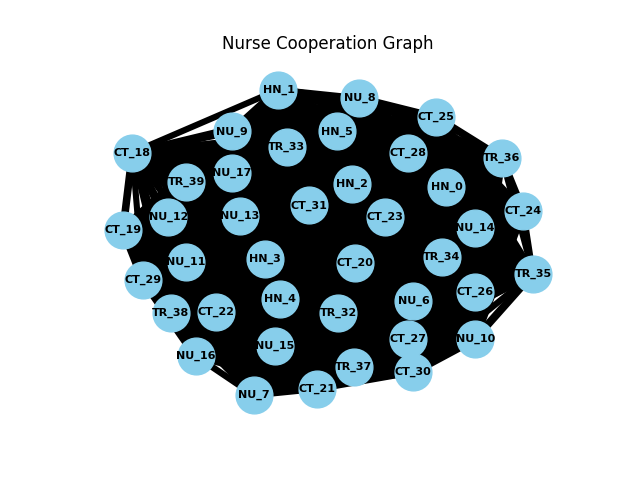 Nurse Cooperation Graph
HN_1
NU_8
CT_25
NU_9
HN_5
TR_33
CT_18
CT_28
TR_36
NU_17
TR_39
HN_2
HN_0
CT_31
CT_24
NU_12
NU_13
CT_23
NU_14
CT_19
HN_3
TR_34
NU_11
CT_20
TR_35
CT_29
CT_26
HN_4
NU_6
TR_38
CT_22
TR_32
CT_27
NU_10
NU_15
NU_16
TR_37
CT_30
CT_21
NU_7